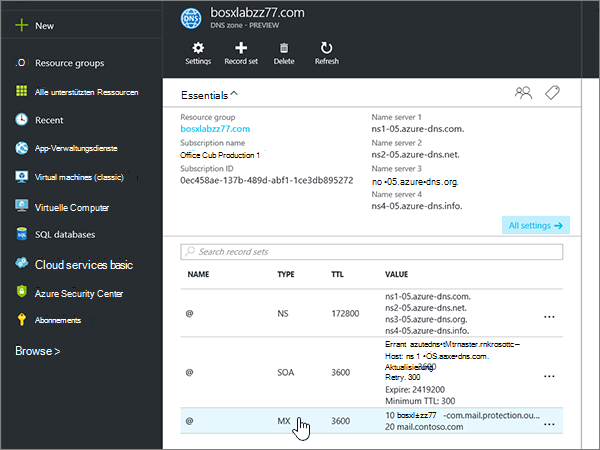 bosxlabzz77.com
DNS zone - PREVIEW
DNS
New
Settings
Record set
Delete
Refresh
Resource groups
Alle unterstützten Ressourcen
Recent
App-Verwaltungsdienste
Virtual machines (classic)
Virtuelle Computer
SQL databases
SQL
Cloud services basic
Azure Security Center
Abonnements
Browse >
Essentials
Resource group
bosxlabzz77.com
Subscription name
Office Cub Production 1
Subscription ID
0ec458ae-137b-489d-abf1-1ce3db895272
Name server 1
ns1-05.azure-dns.com.
Name server 2
ns2-05.azure-dns.net.
Name server 3
no •05.azure•dns.org.
Name server 4
ns4-05.azure-dns.info.
All settings →
Search record sets
NAME TYPE TTL VALUE
@ NS 172800
ns1-05.azure-dns.com.
ns2-05.azure-dns.net.
ns3-05.azure-dns.org.
ns4-05.azure-dns.info.
...
@ SOA 3600
Errant
Host: ns 1
Aktualisierung
3600
Retry. 300
Expire: 2419200
Minimum TTL: 300
...
@ MX 3600
10 bosxl±zz77 -com.mail.protection.ou...
20 mail.contoso.com
...